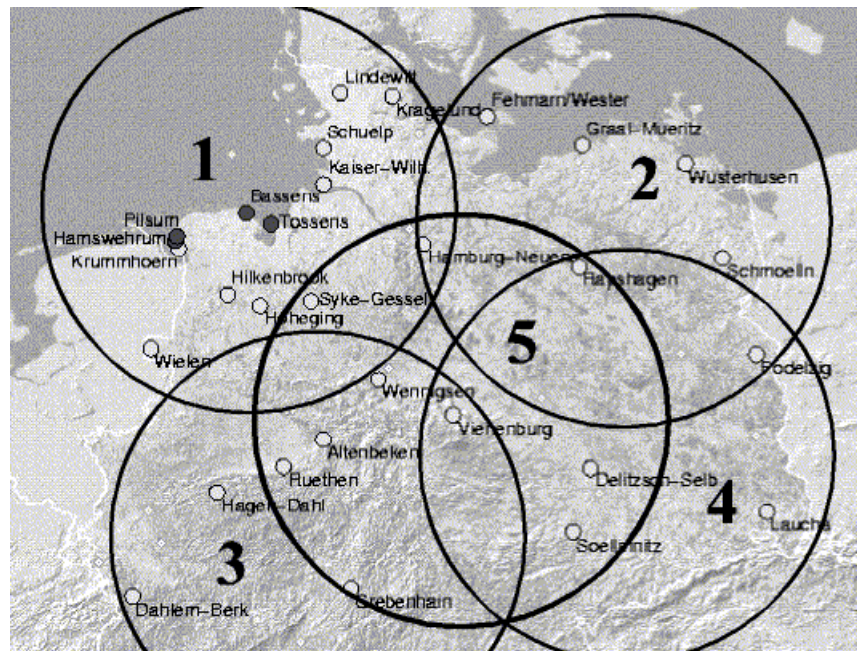 Lindewitt
Kragelund
Fehmarn/Wester
Schuelp
Graal-Mueritz
1
2
Kaiser-Wilh.
Wusterhusen
Bassens
Pilsum
Tossens
Hamswehrum
Krummhoern
Hamburg-Neuen
Schmoelln
Rapshagen
Hilkenbrook
Syke-Gessel
Hoheging
5
Wielen
Podelzig
Wennigsen
Vienenburg
Altenbeken
Ruethen
Delitzsch-Selb
Hagen-Dahl
4
Laucha
Soellmnitz
3
Grebenhain
Dahlem-Berk